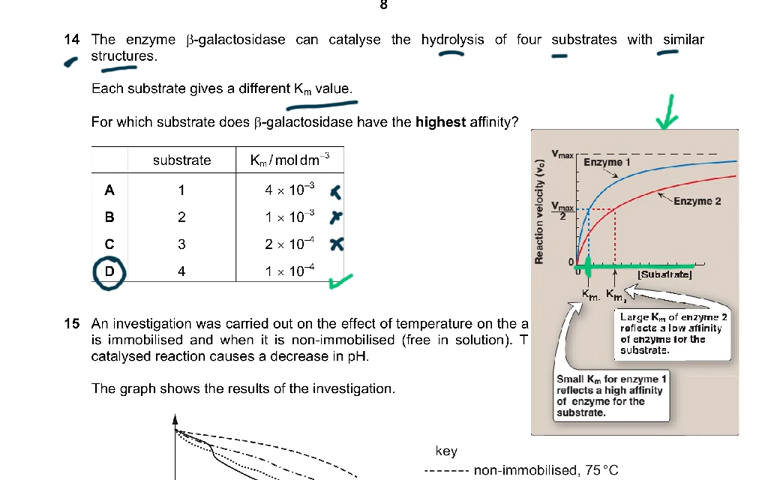 8
14 The enzyme β-galactosidase can catalyse the hydrolysis of four substrates with similar
structures.
Each substrate gives a different Km value.
For which substrate does β-galactosidase have the highest affinity?
substrate Km / mol dm⁻³
A 1 4 × 10⁻³
B 2 1 × 10⁻³
C 3 2 × 10⁻⁴
D 4 1 × 10⁻⁴
Reaction velocity (vo)
Vmax
Enzyme 1
Enzyme 2
Vmax
2
0
0
[Substrate]
Km1 Km2
Large Km of enzyme 2
reflects a low affinity
of enzyme for the
substrate.
Small Km for enzyme 1
reflects a high affinity
of enzyme for the
substrate.
15 An investigation was carried out on the effect of temperature on the a
is immobilised and when it is non-immobilised (free in solution). T
catalysed reaction causes a decrease in pH.
The graph shows the results of the investigation.
key
non-immobilised, 75 °C